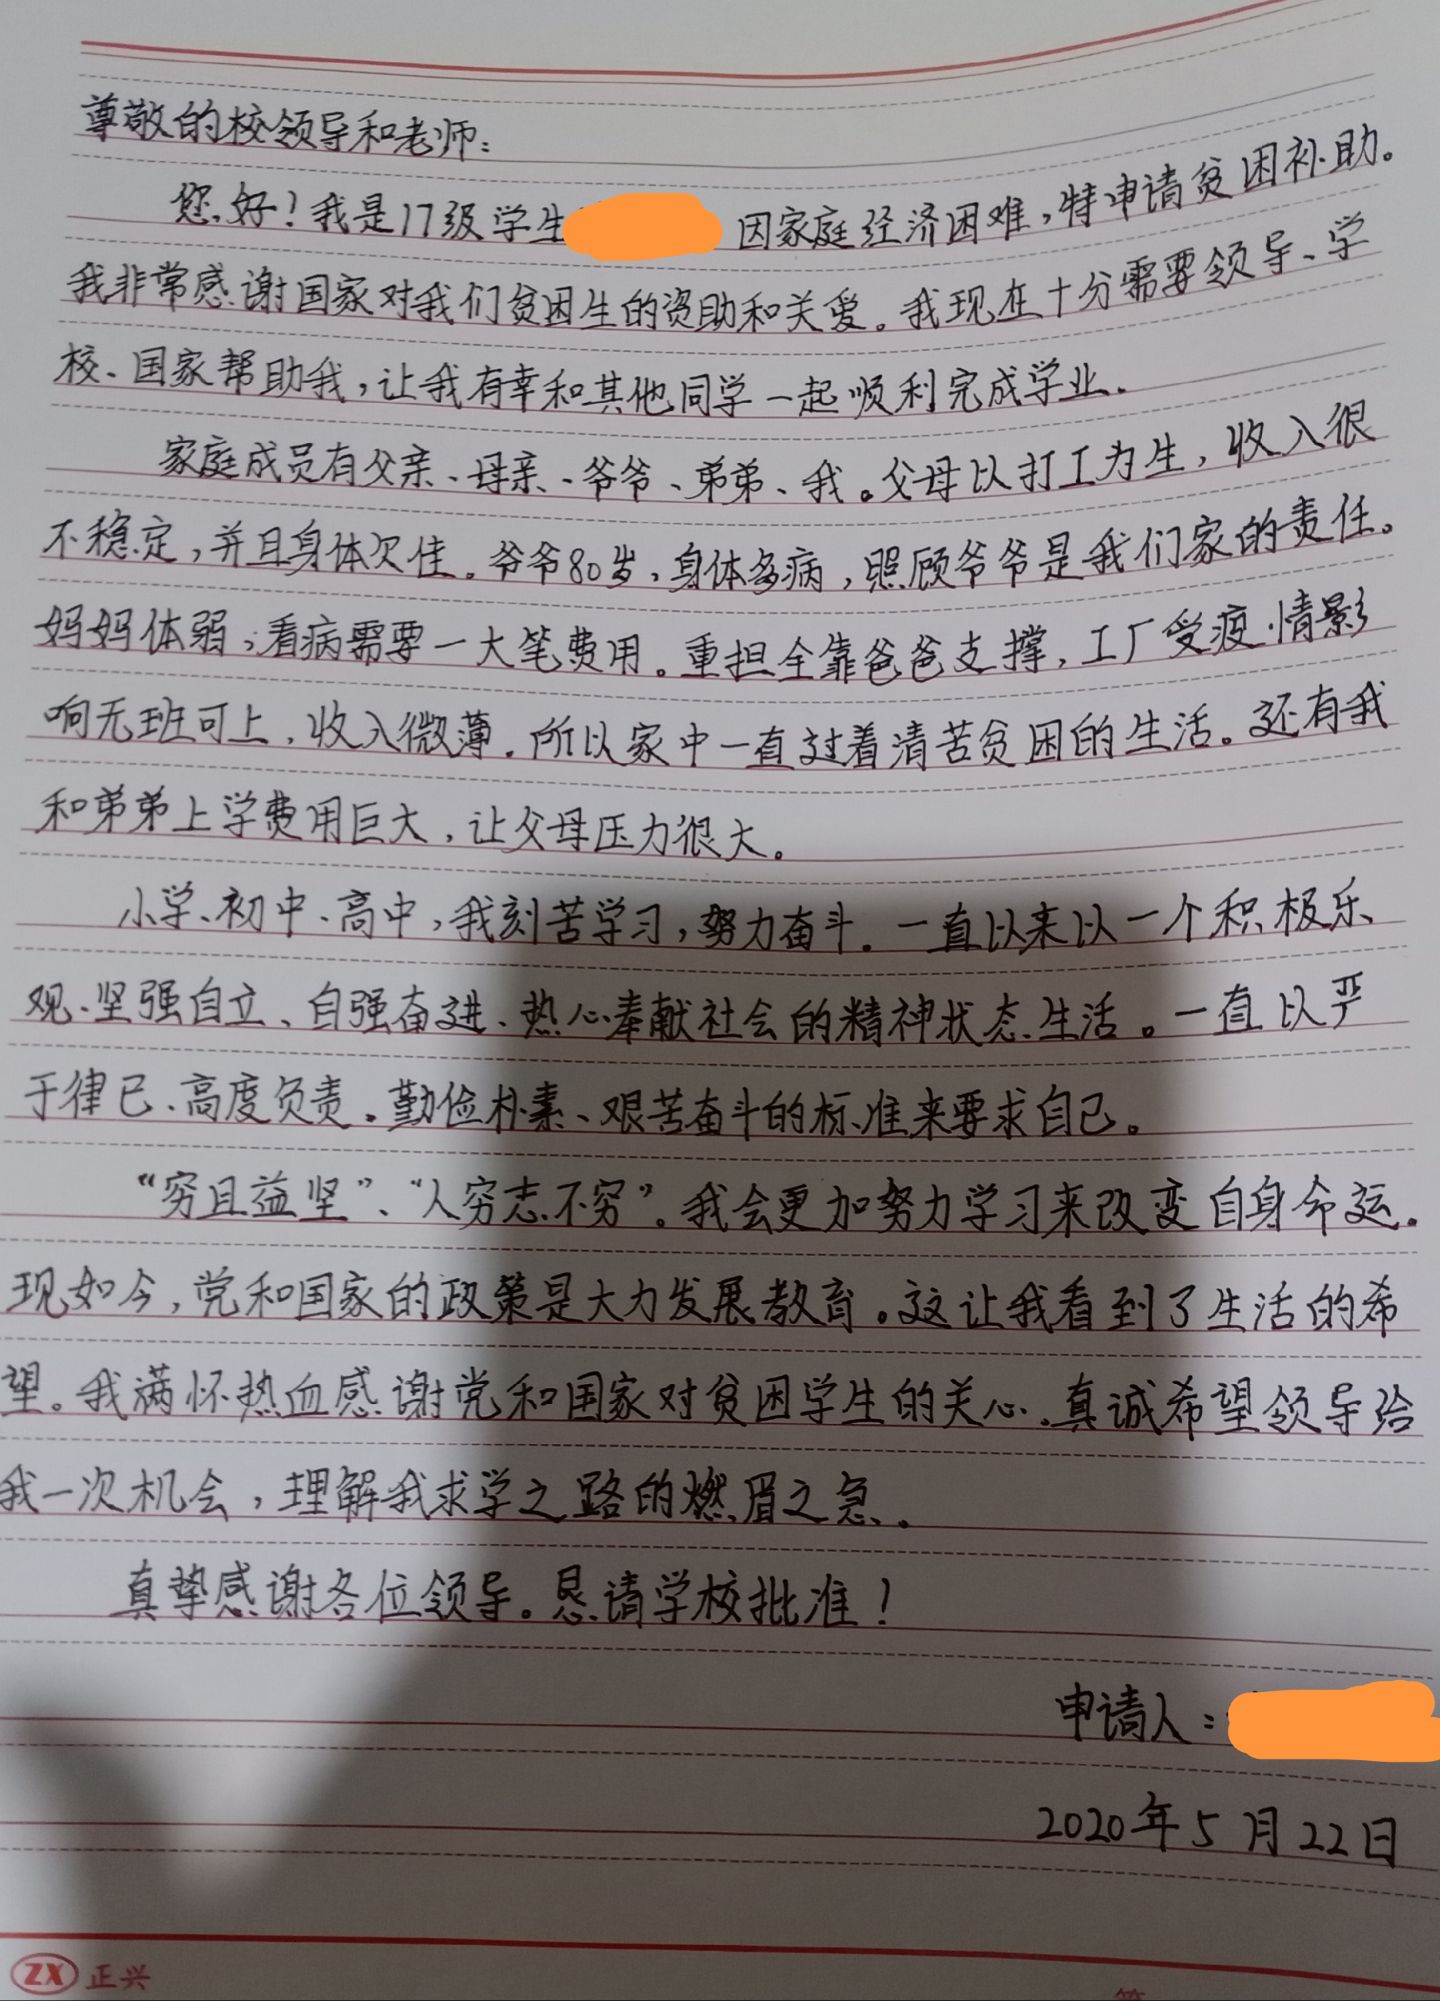 尊敬的校领导和老师：
您好！我是17级学生
因家庭经济困难，特申请贫困补助。
我非常感谢国家对我们贫困生的资助和关爱。我现在十分需要领导、学
校、国家帮助我，让我有幸和其他同学一起顺利完成学业.
家庭成员有父亲、母亲、爷爷、弟弟、我。父母以打工为生，收入很
不稳定，并且身体欠佳。爷爷80岁，身体多病，照顾爷爷是我们家的责任。
妈妈体弱，看病需要一大笔费用。重担全靠爸爸支撑，工厂受疫情影
响无班可上，收入微薄。所以家中一直过着清苦贫困的生活。还有我
和弟弟上学费用巨大，让父母压力很大。
小学、初中、高中，我刻苦学习，努力奋斗。一直以来以一个积极乐
观、坚强自立、自强奋进、热心奉献社会的精神状态生活。一直以严
于律己、高度负责。勤俭朴素、艰苦奋斗的标准来要求自己。
“穷且益坚”、“人穷志不穷”。我会更加努力学习来改变自身命运。
现如今，党和国家的政策是大力发展教育。这让我看到了生活的希
望。我满怀热血感谢党和国家对贫困学生的关心。真诚希望领导给
我一次机会，理解我求学之路的燃眉之急。
真挚感谢各位领导。恳请学校批准！
申请人：
2020年5月22日
ZX 正兴